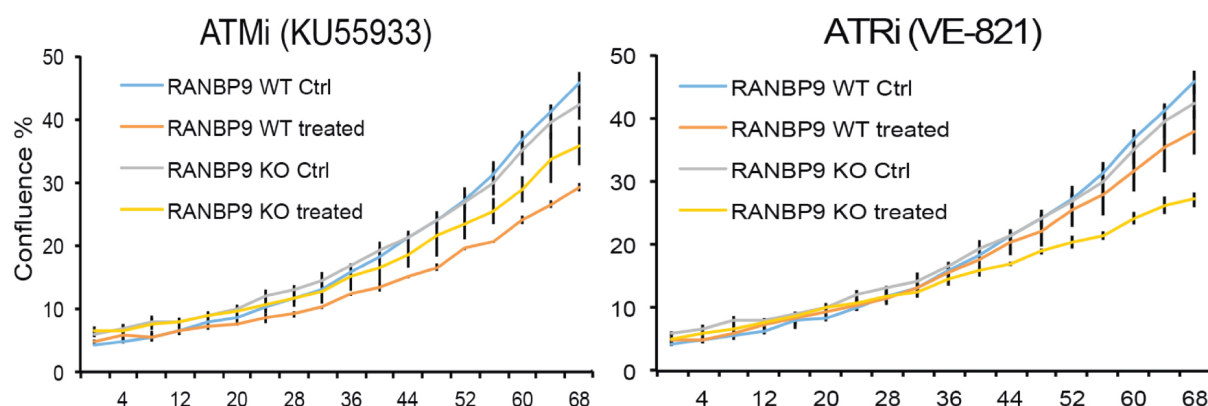 ATMi (KU55933)
Confluence %
50
40
30
20
10
0
RANBP9 WT Ctrl
RANBP9 WT treated
RANBP9 KO Ctrl
RANBP9 KO treated
4 12 20 28 36 44 52 60 68
ATRi (VE-821)
50
40
30
20
10
0
RANBP9 WT Ctrl
RANBP9 WT treated
RANBP9 KO Ctrl
RANBP9 KO treated
4 12 20 28 36 44 52 60 68